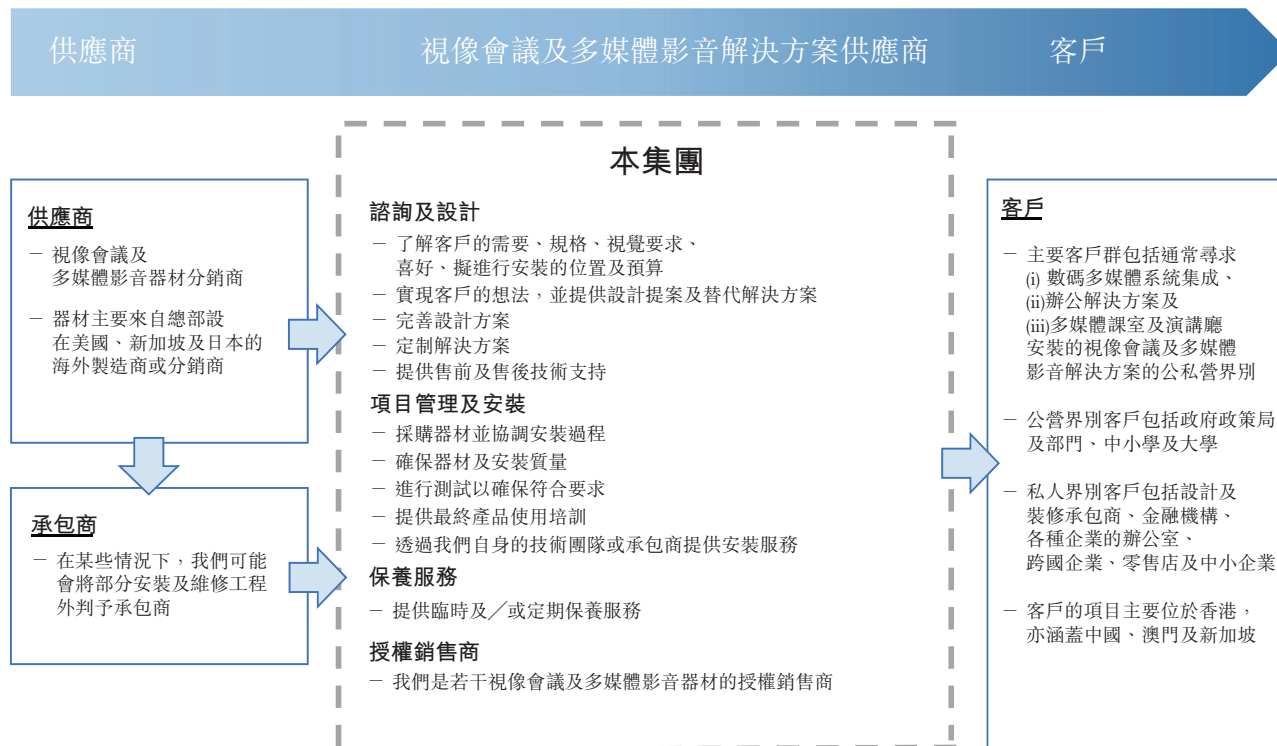 供應商
視像會議及多媒體影音解決方案供應商
客戶
供應商
－ 視像會議及
多媒體影音器材分銷商
－ 器材主要來自總部設
在美國、新加坡及日本的
海外製造商或分銷商
承包商
－ 在某些情況下，我們可能
會將部分安裝及維修工程
外判予承包商
本集團
諮詢及設計
－ 了解客戶的需要、規格、視覺要求、
喜好、擬進行安裝的位置及預算
－ 實現客戶的想法，並提供設計提案及替代解決方案
－ 完善設計方案
－ 定制解決方案
－ 提供售前及售後技術支持
項目管理及安裝
－ 採購器材並協調安裝過程
－ 確保器材及安裝質量
－ 進行測試以確保符合要求
－ 提供最終產品使用培訓
－ 透過我們自身的技術團隊或承包商提供安裝服務
保養服務
－ 提供臨時及／或定期保養服務
授權銷售商
－ 我們是若干視像會議及多媒體影音器材的授權銷售商
客戶
－ 主要客戶群包括通常尋求
(i) 數碼多媒體系統集成、
(ii)辦公解決方案及
(iii)多媒體課室及演講廳
安裝的視像會議及多媒體
影音解決方案的公私營界別
－ 公營界別客戶包括政府政策局
及部門、中小學及大學
－ 私人界別客戶包括設計及
裝修承包商、金融機構、
各種企業的辦公室、
跨國企業、零售店及中小企業
－ 客戶的項目主要位於香港，
亦涵蓋中國、澳門及新加坡